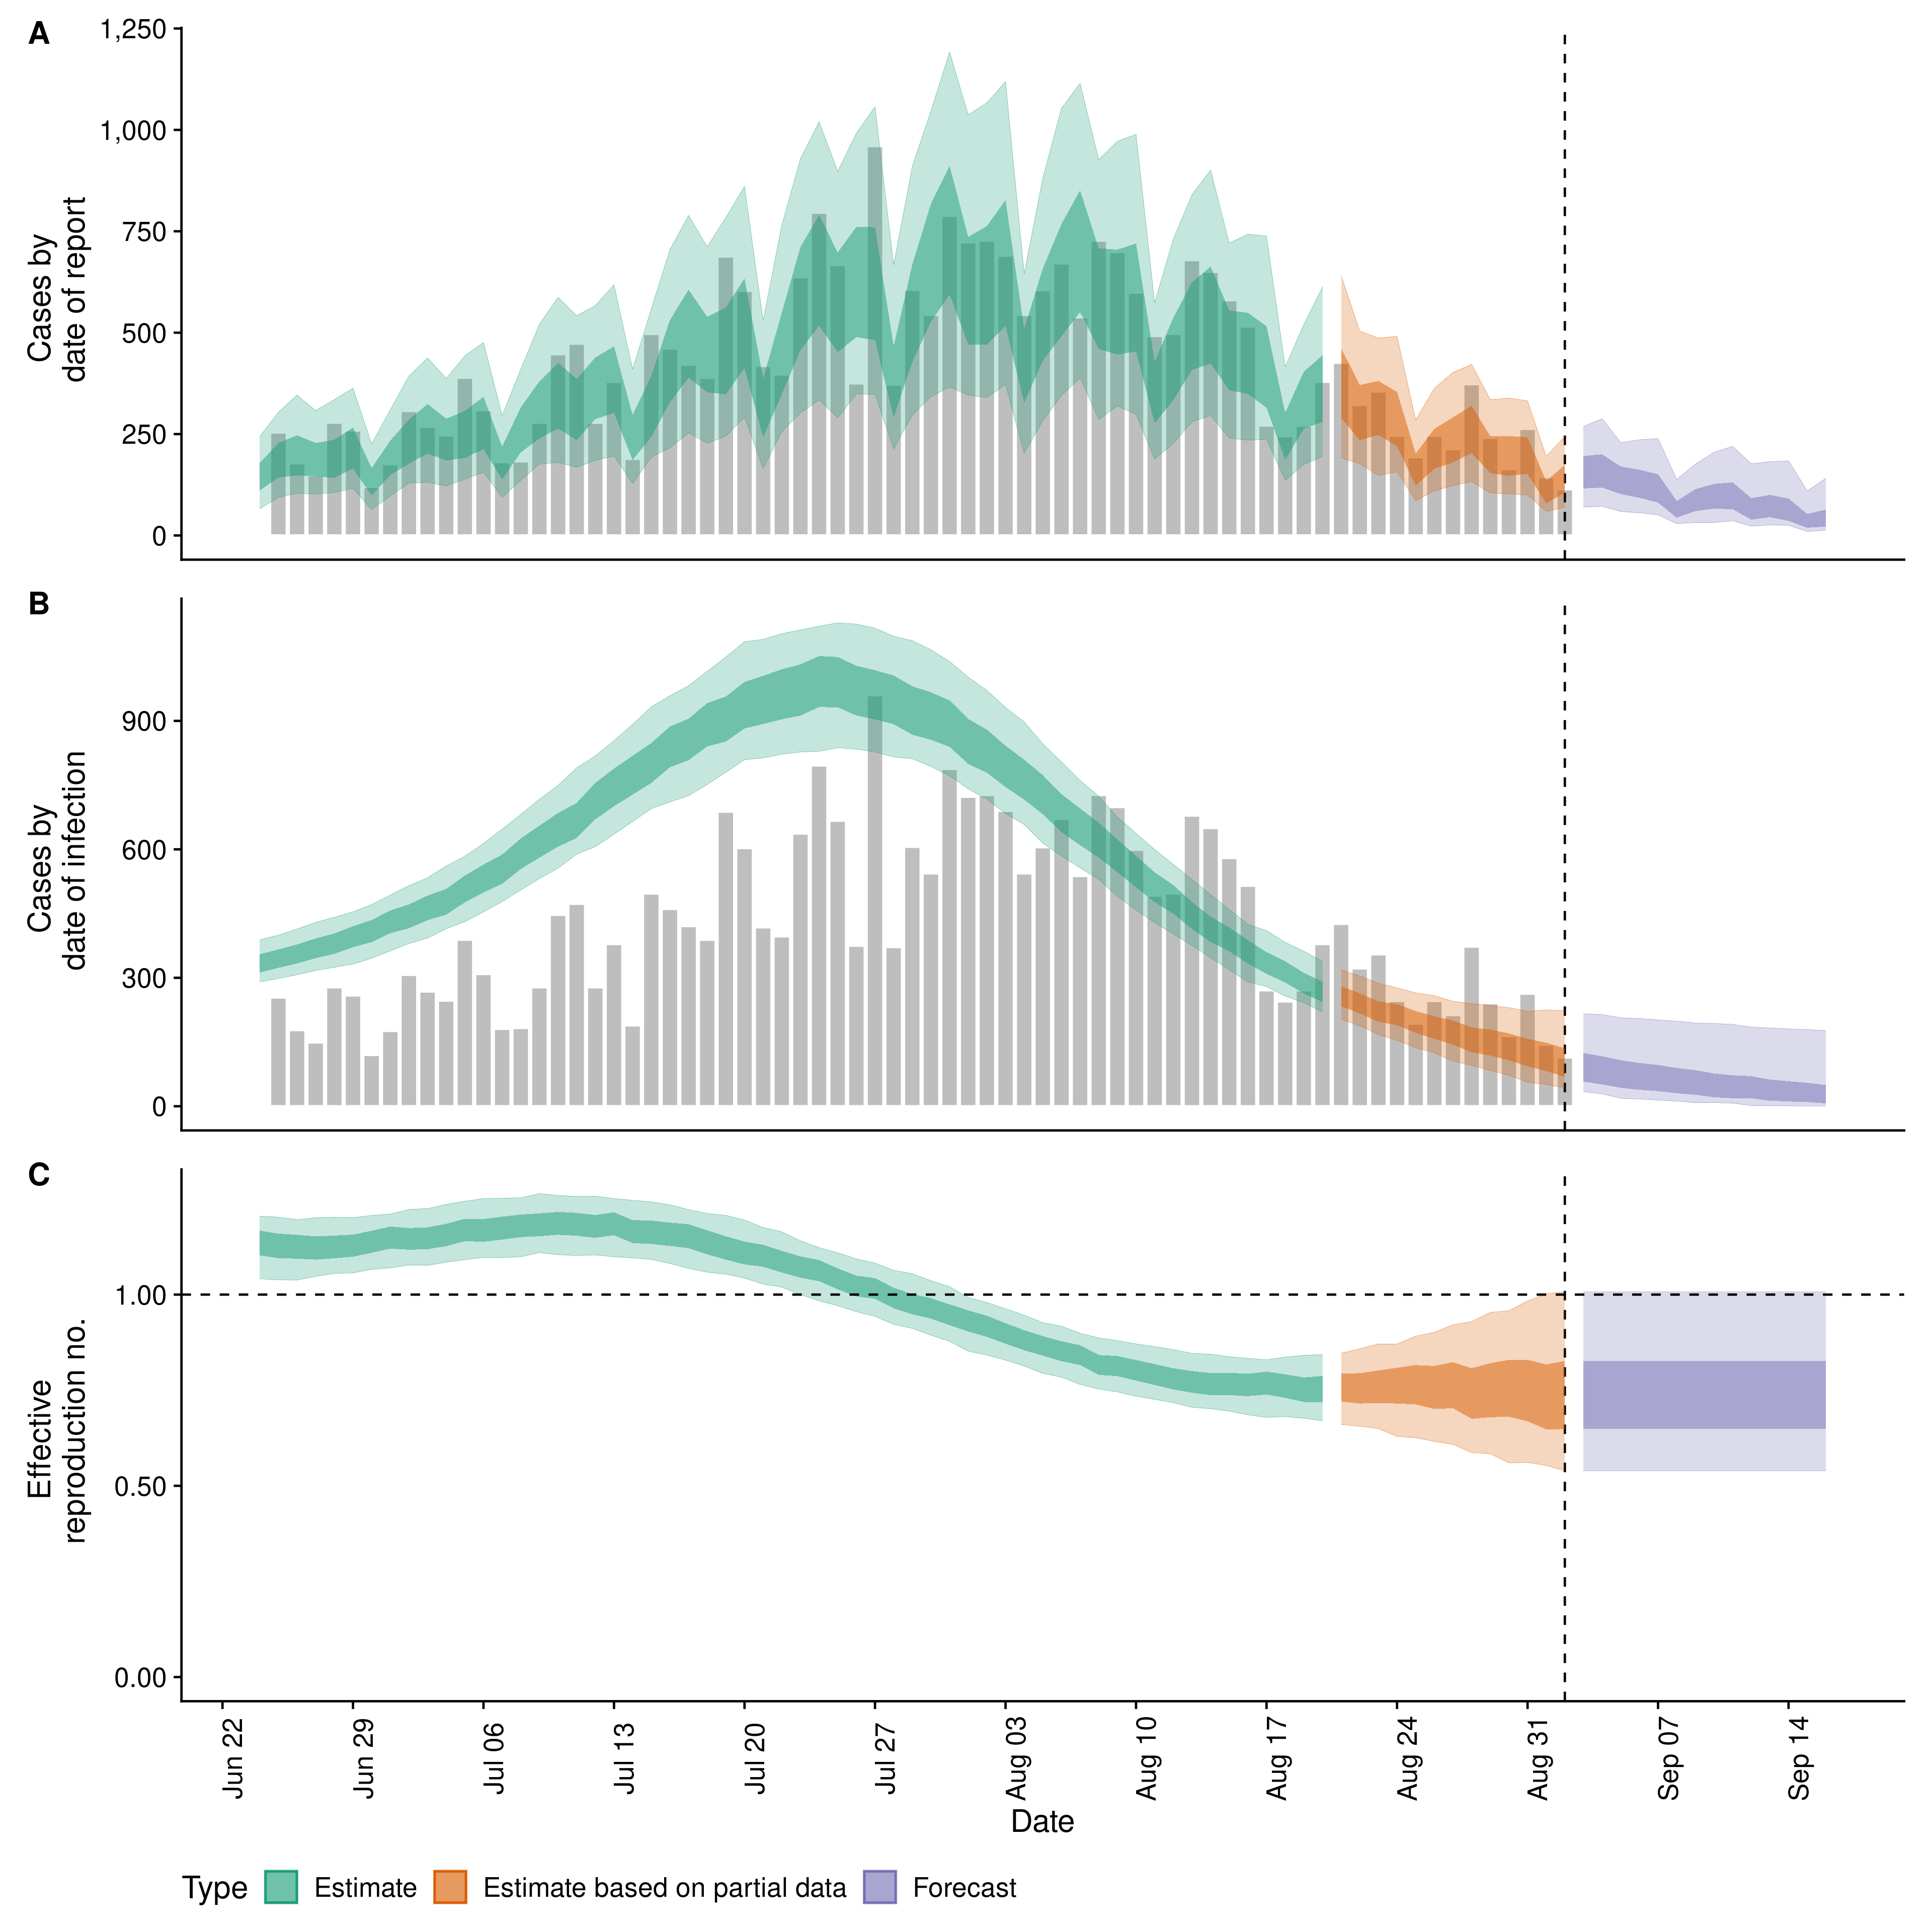 A
Cases by
date of report
1,250
1,000
750
500
250
0
B
Cases by
date of infection
900
600
300
0
C
Effective
reproduction no.
1.00
0.50
0.00
Jun 22
Jun 29
Jul 06
Jul 13
Jul 20
Jul 27
Aug 03
Aug 10
Aug 17
Aug 24
Aug 31
Sep 07
Sep 14
Date
Type Estimate Estimate based on partial data Forecast